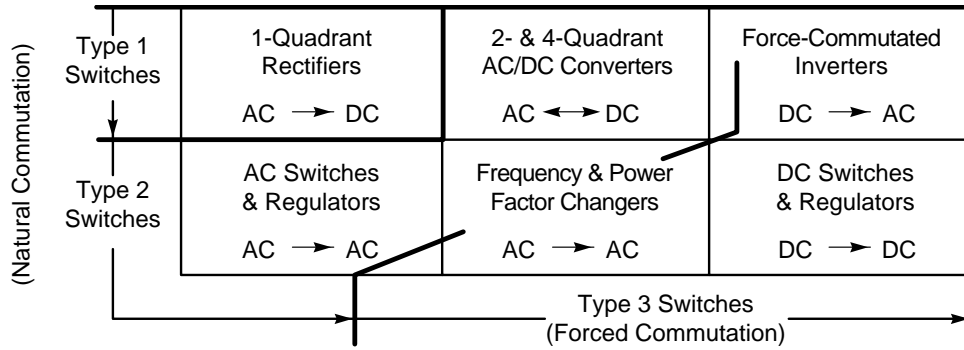 (Natural Commutation)
Type 1
Switches
1-Quadrant
Rectifiers
AC → DC
2- & 4-Quadrant
AC/DC Converters
AC ↔ DC
Force-Commutated
Inverters
DC → AC
Type 2
Switches
AC Switches
& Regulators
AC → AC
Frequency & Power
Factor Changers
AC → AC
DC Switches
& Regulators
DC → DC
Type 3 Switches
(Forced Commutation)